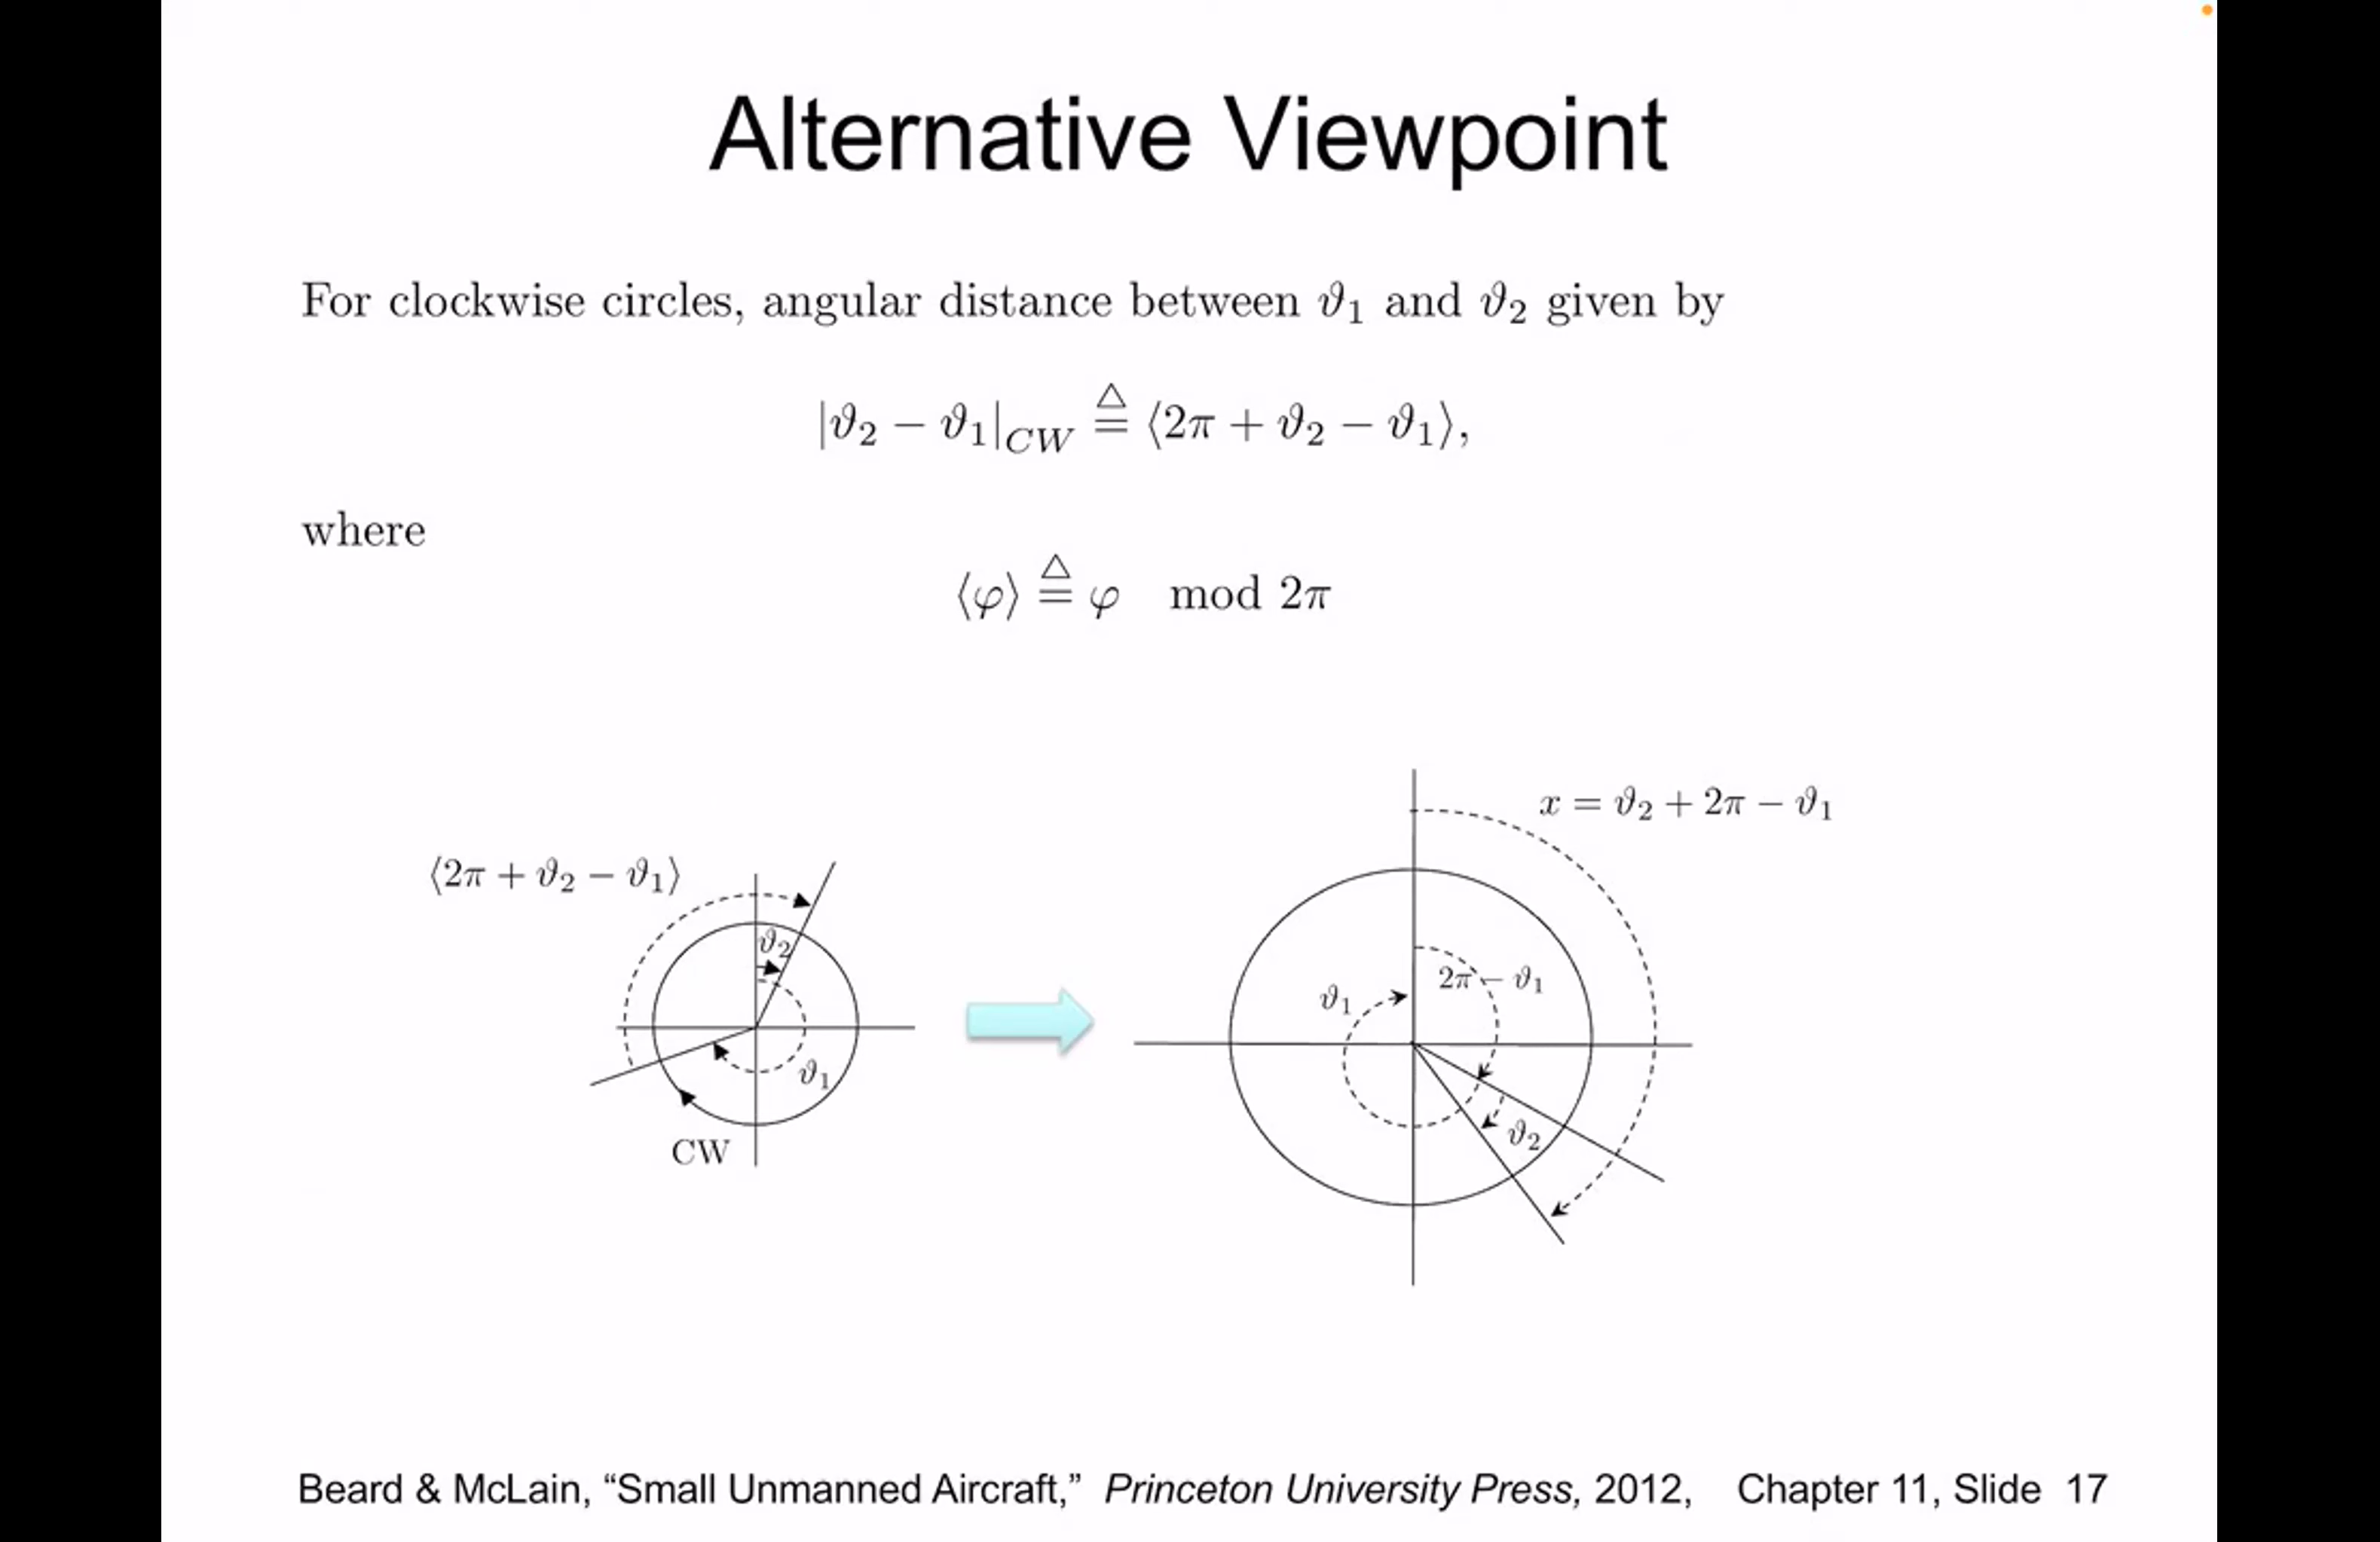 Alternative Viewpoint
For clockwise circles, angular distance between ϑ₁ and ϑ₂ given by
|ϑ₂ − ϑ₁|_CW ≜ ⟨2π + ϑ₂ − ϑ₁⟩,
where
⟨φ⟩ ≜ φ mod 2π
x = ϑ₂ + 2π − ϑ₁
⟨2π + ϑ₂ − ϑ₁⟩
ϑ₂
2π − ϑ₁
ϑ₁
ϑ₁
ϑ₂
CW
Beard & McLain, “Small Unmanned Aircraft,” Princeton University Press, 2012, Chapter 11, Slide 17